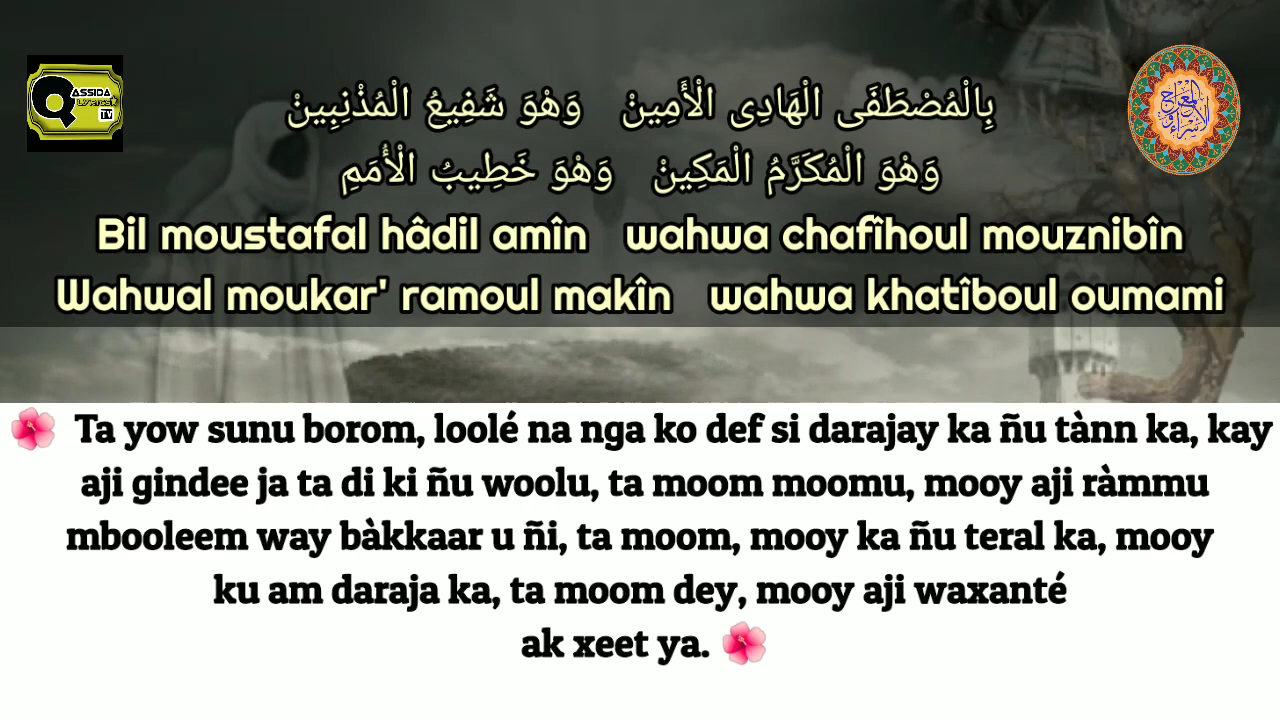 QASSIDA
LYRICS
TV
بِالْمُصْطَفَى الْهَادِى الْأَمِينْ وَهْوَ شَفِيعُ الْمُذْنِبِينْ
وَهْوَ الْمُكَرَّمُ الْمَكِينْ وَهْوَ خَطِيبُ الْأُمَمِ
Bil moustafal hâdil amîn wahwa chafîhoul mouznibîn
Wahwal moukar' ramoul makîn wahwa khatîboul oumami
🌺 Ta yow sunu borom, loolé na nga ko def si darajay ka ñu tànn ka, kay
aji gindee ja ta di ki ñu woolu, ta moom moomu, mooy aji ràmmu
mbooleem way bàkkaar u ñi, ta moom, mooy ka ñu teral ka, mooy
ku am daraja ka, ta moom dey, mooy aji waxanté
ak xeet ya. 🌺